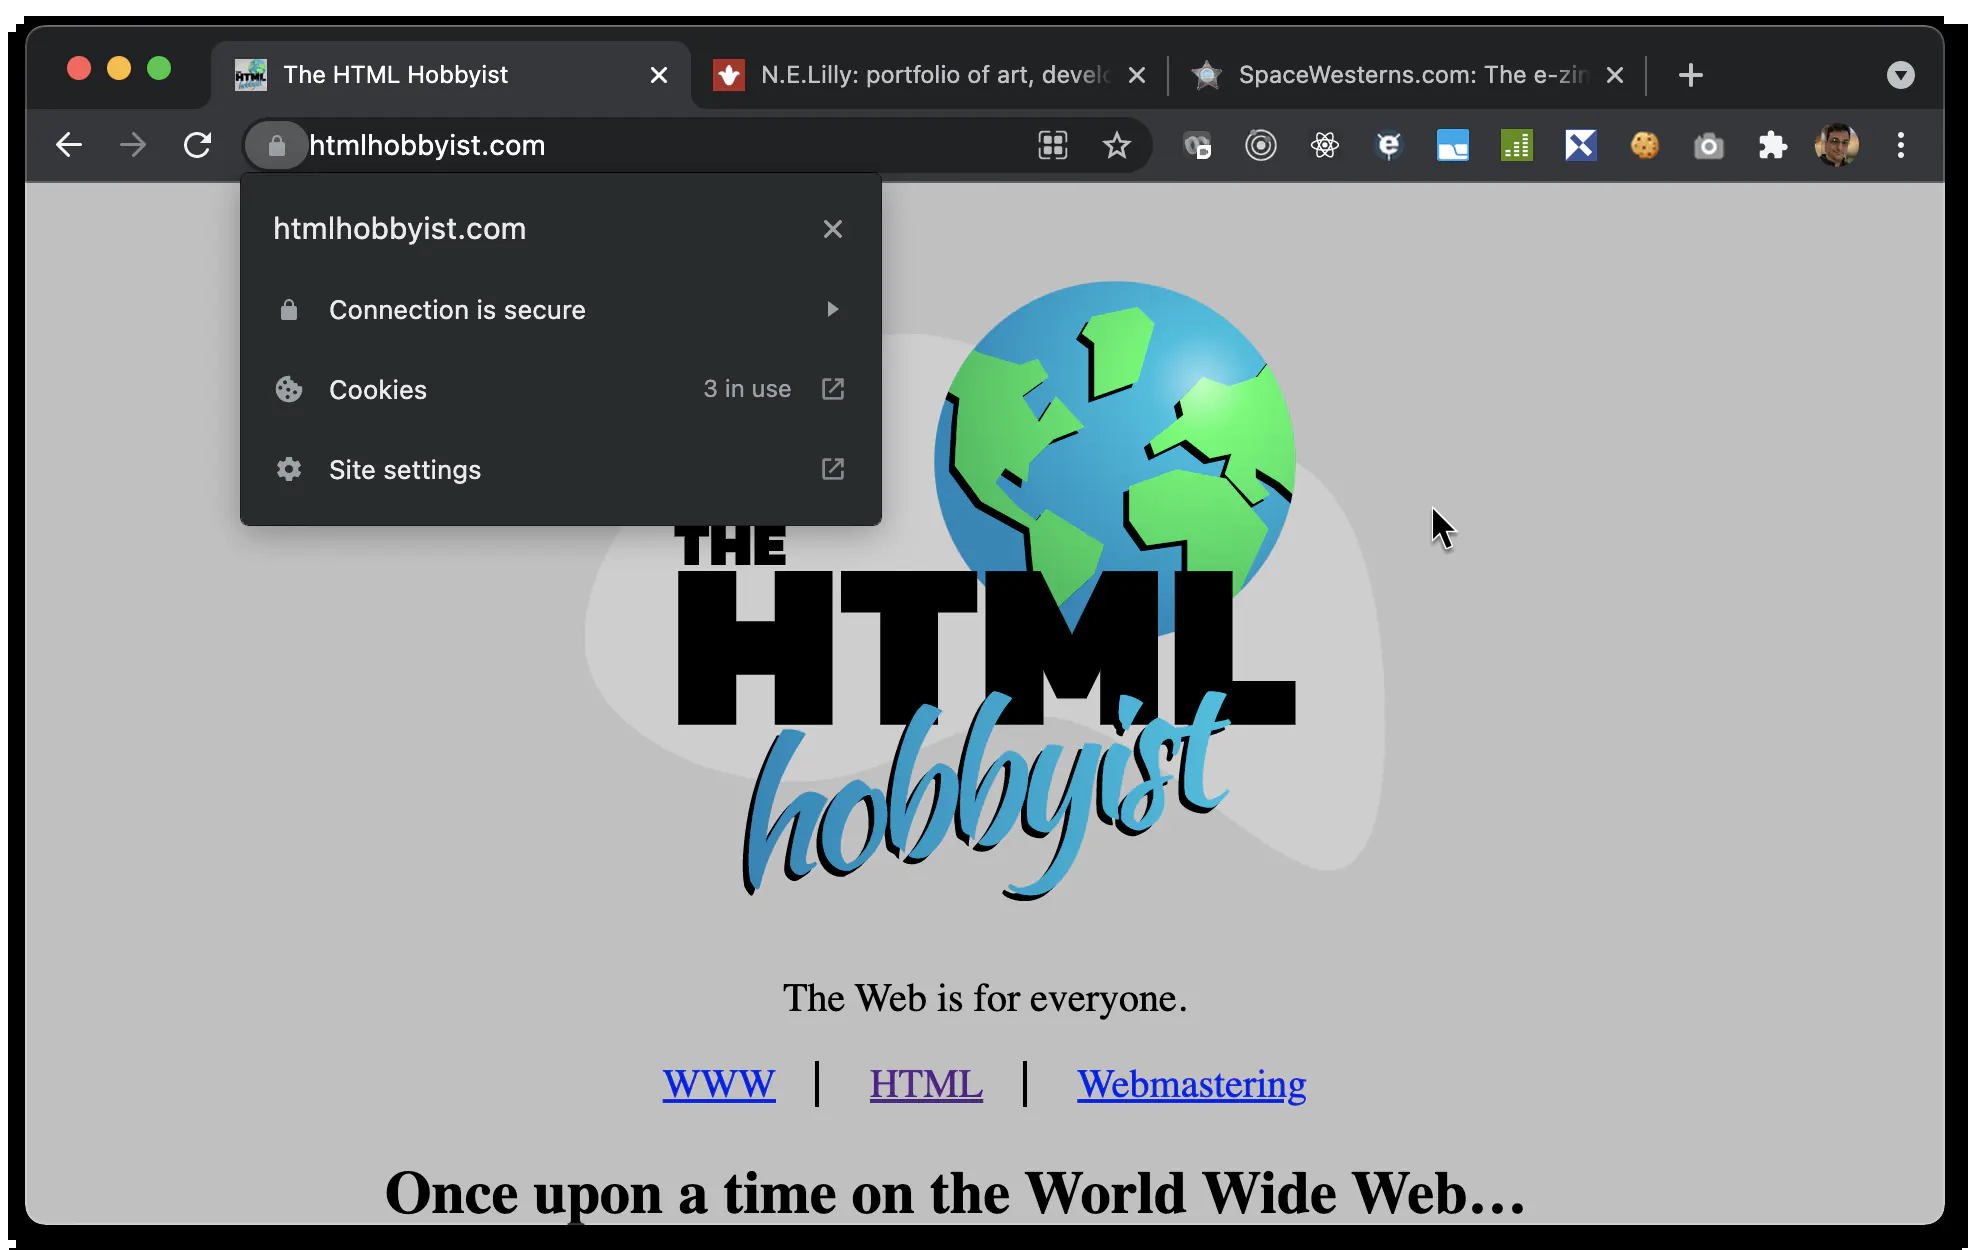 The HTML Hobbyist
N.E.Lilly: portfolio of art, develo
SpaceWesterns.com: The e-zin
htmlhobbyist.com
htmlhobbyist.com
Connection is secure
Cookies 3 in use
Site settings
THE
HTML
hobbyist
The Web is for everyone.
WWW | HTML | Webmastering
Once upon a time on the World Wide Web…